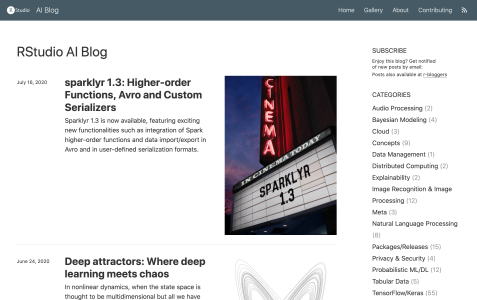 R Studio AI Blog Home Gallery About Contributing
RStudio AI Blog
July 16, 2020
sparklyr 1.3: Higher-order
Functions, Avro and Custom
Serializers
Sparklyr 1.3 is now available, featuring exciting
new functionalities such as integration of Spark
higher-order functions and data import/export in
Avro and in user-defined serialization formats.
CINEMA
IN CINEMA TODAY
SPARKLYR
1.3
June 24, 2020
Deep attractors: Where deep
learning meets chaos
In nonlinear dynamics, when the state space is
thought to be multidimensional but all we have
SUBSCRIBE
Enjoy this blog? Get notified
of new posts by email:
Posts also available at r-bloggers
CATEGORIES
Audio Processing (2)
Bayesian Modeling (4)
Cloud (3)
Concepts (9)
Data Management (1)
Distributed Computing (2)
Explainability (2)
Image Recognition & Image
Processing (12)
Meta (3)
Natural Language Processing
(8)
Packages/Releases (15)
Privacy & Security (4)
Probabilistic ML/DL (12)
Tabular Data (5)
TensorFlow/Keras (65)